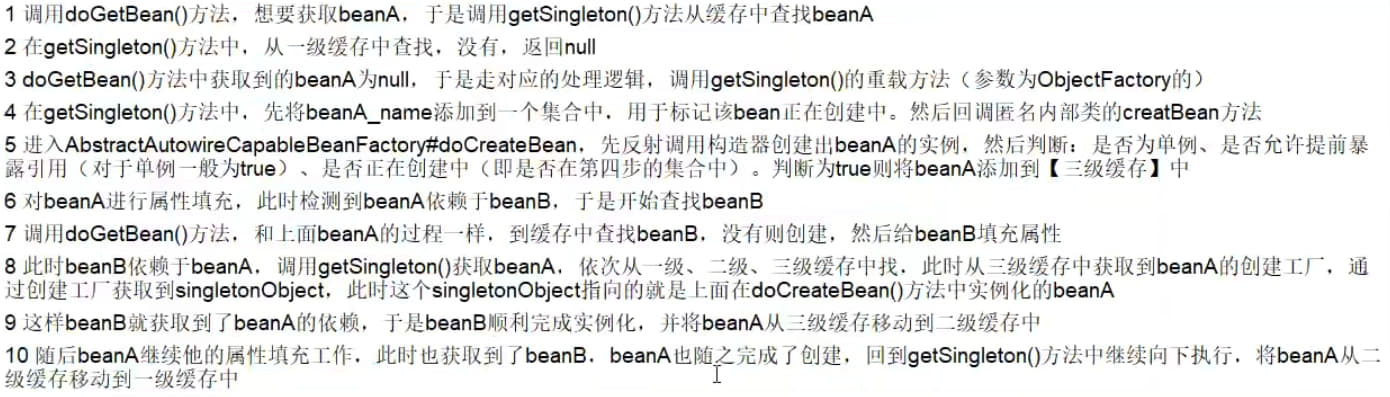 1 调用doGetBean()方法，想要获取beanA，于是调用getSingleton()方法从缓存中查找beanA
2 在getSingleton()方法中，从一级缓存中查找，没有，返回null
3 doGetBean()方法中获取到的beanA为null，于是走对应的处理逻辑，调用getSingleton()的重载方法（参数为ObjectFactory的）
4 在getSingleton()方法中，先将beanA_name添加到一个集合中，用于标记该bean正在创建中。然后回调匿名内部类的creatBean方法
5 进入AbstractAutowireCapableBeanFactory#doCreateBean，先反射调用构造器创建出beanA的实例，然后判断：是否为单例、是否允许提前暴
露引用（对于单例一般为true）、是否正在创建中（即是否在第四步的集合中）。判断为true则将beanA添加到【三级缓存】中
6 对beanA进行属性填充，此时检测到beanA依赖于beanB，于是开始查找beanB
7 调用doGetBean()方法，和上面beanA的过程一样，到缓存中查找beanB，没有则创建，然后给beanB填充属性
8 此时beanB依赖于beanA，调用getSingleton()获取beanA，依次从一级、二级、三级缓存中找，此时从三级缓存中获取到beanA的创建工厂，通
过创建工厂获取到singletonObject，此时这个singletonObject指向的就是上面在doCreateBean()方法中实例化的beanA
9 这样beanB就获取到了beanA的依赖，于是beanB顺利完成实例化，并将beanA从三级缓存移动到二级缓存中
10 随后beanA继续他的属性填充工作，此时也获取到了beanB，beanA也随之完成了创建，回到getSingleton()方法中继续向下执行，将beanA从二
级缓存移动到一级缓存中